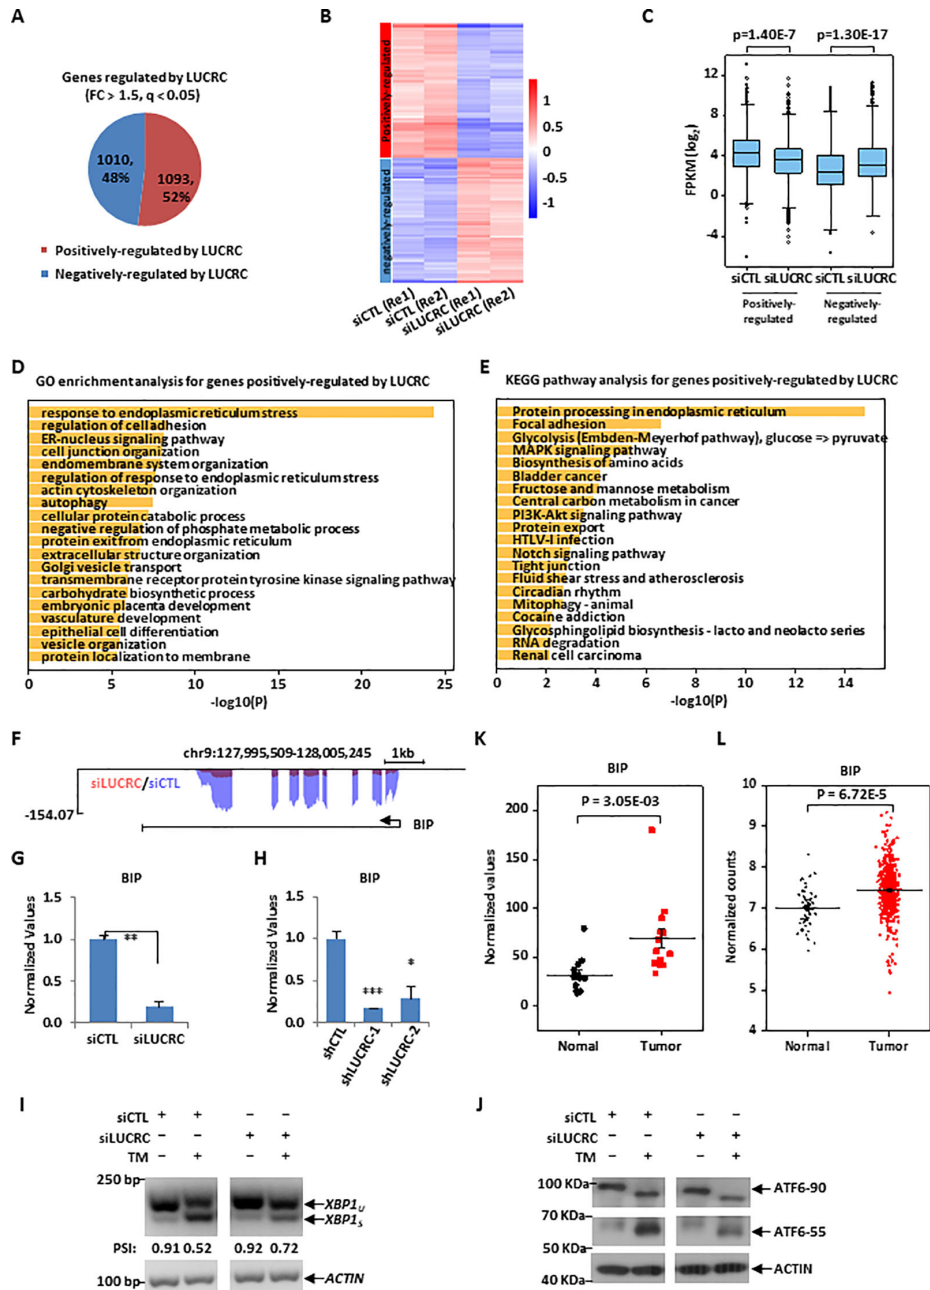 A
Genes regulated by LUCRC
(FC > 1.5, q < 0.05)
1010,
48%
1093,
52%
Positively-regulated by LUCRC
Negatively-regulated by LUCRC
B
Positively-regulated
negatively-regulated
1
0.5
0
-0.5
-1
siCTL (Re1)
siCTL (Re2)
siLUCRC (Re1)
siLUCRC (Re2)
C
p=1.40E-7 p=1.30E-17
FPKM (log2)
12
4
-4
0
siCTL siLUCRC siCTL siLUCRC
Positively-
regulated
Negatively-
regulated
D
GO enrichment analysis for genes positively-regulated by LUCRC
response to endoplasmic reticulum stress
regulation of cell adhesion
ER-nucleus signaling pathway
cell junction organization
endomembrane system organization
regulation of response to endoplasmic reticulum stress
actin cytoskeleton organization
autophagy
cellular protein catabolic process
negative regulation of phosphate metabolic process
protein exit from endoplasmic reticulum
extracellular structure organization
Golgi vesicle transport
transmembrane receptor protein tyrosine kinase signaling pathway
carbohydrate biosynthetic process
embryonic placenta development
vasculature development
epithelial cell differentiation
vesicle organization
protein localization to membrane
0 5 10 15 20 25
-log10(P)
E
KEGG pathway analysis for genes positively-regulated by LUCRC
Protein processing in endoplasmic reticulum
Focal adhesion
Glycolysis (Embden-Meyerhof pathway), glucose => pyruvate
MAPK signaling pathway
Biosynthesis of amino acids
Bladder cancer
Fructose and mannose metabolism
Central carbon metabolism in cancer
PI3K-Akt signaling pathway
Protein export
HTLV-I infection
Notch signaling pathway
Tight junction
Fluid shear stress and atherosclerosis
Circadian rhythm
Mitophagy - animal
Cocaine addiction
Glycosphingolipid biosynthesis - lacto and neolacto series
RNA degradation
Renal cell carcinoma
0 2 4 6 8 10 12 14
-log10(P)
F
chr9:127,995,509-128,005,245 1kb
siLUCRC/siCTL
-154.07
BIP
G
BIP
Normalized Values
1.5
1.0
0.5
0.0
**
siCTL siLUCRC
H
BIP
Normalized Values
1.5
1.0
0.5
0.0
***
*
shCTL
shLUCRC-1
shLUCRC-2
K
BIP
P = 3.05E-03
Normalized values
200
150
100
50
0
Nomal Tumor
L
BIP
P = 6.72E-5
Normalized counts
10
9
8
7
6
5
4
Normal Tumor
I
siCTL + + – –
siLUCRC – – + +
TM – + – +
250 bp
XBP1U
XBP1S
PSI: 0.91 0.52 0.92 0.72
100 bp
ACTIN
J
siCTL + + – –
siLUCRC – – + +
TM – + – +
100 KDa
ATF6-90
70 KDa
ATF6-55
50 KDa
ACTIN
40 KDa